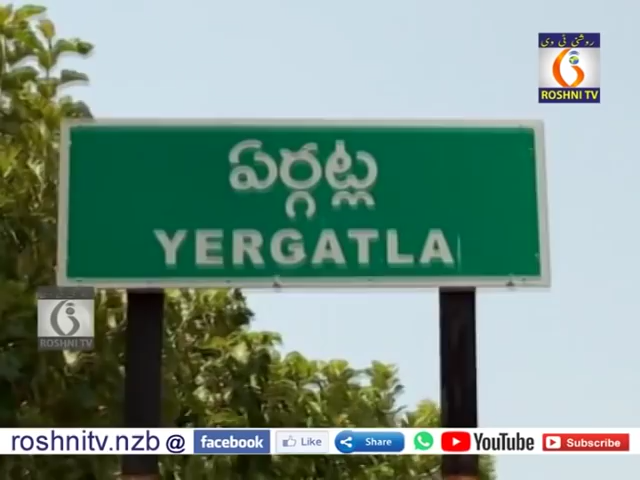 روشنی ٹی وی
ROSHNI TV
ఏర్గట్ల
YERGATLA
ROSHNI TV
roshnitv.nzb @ facebook Like Share YouTube Subscribe